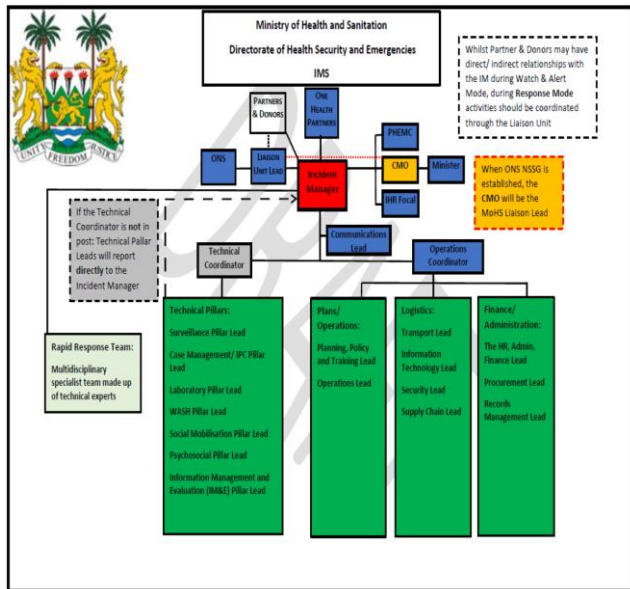 Ministry of Health and Sanitation
Directorate of Health Security and Emergencies
IMS
Whilst Partner & Donors may have
direct/ indirect relationships with
the IM during Watch & Alert
Mode, during Response Mode
activities should be coordinated
through the Liaison Unit
UNITY FREEDOM JUSTICE
PARTNERS
& DONORS
ONE
HEALTH
PARTNERS
PHEMC
ONS
LIAISON
UNIT LEAD
Incident
Manager
CMO
Minister
IHR Focal
When ONS NSSG is
established, the
CMO will be the
MoHS Liaison Lead
If the Technical
Coordinator is not in
post: Technical Pallar
Leads will report
directly to the
Incident Manager
Communications
Lead
Technical
Coordinator
Operations
Coordinator
Rapid Response Team:
Multidisciplinary
specialist team made up
of technical experts
Technical Pillars:
Surveillance Pillar Lead
Case Management/ IPC Pillar
Lead
Laboratory Pillar Lead
WASH Pillar Lead
Social Mobilisation Pillar Lead
Psychosocial Pillar Lead
Information Management and
Evaluation (IM&E) Pillar Lead
Plans/
Operations:
Planning, Policy
and Training Lead
Operations Lead
Logistics:
Transport Lead
Information
Technology Lead
Security Lead
Supply Chain Lead
Finance/
Administration:
The HR, Admin,
Finance Lead
Procurement Lead
Records
Management Lead